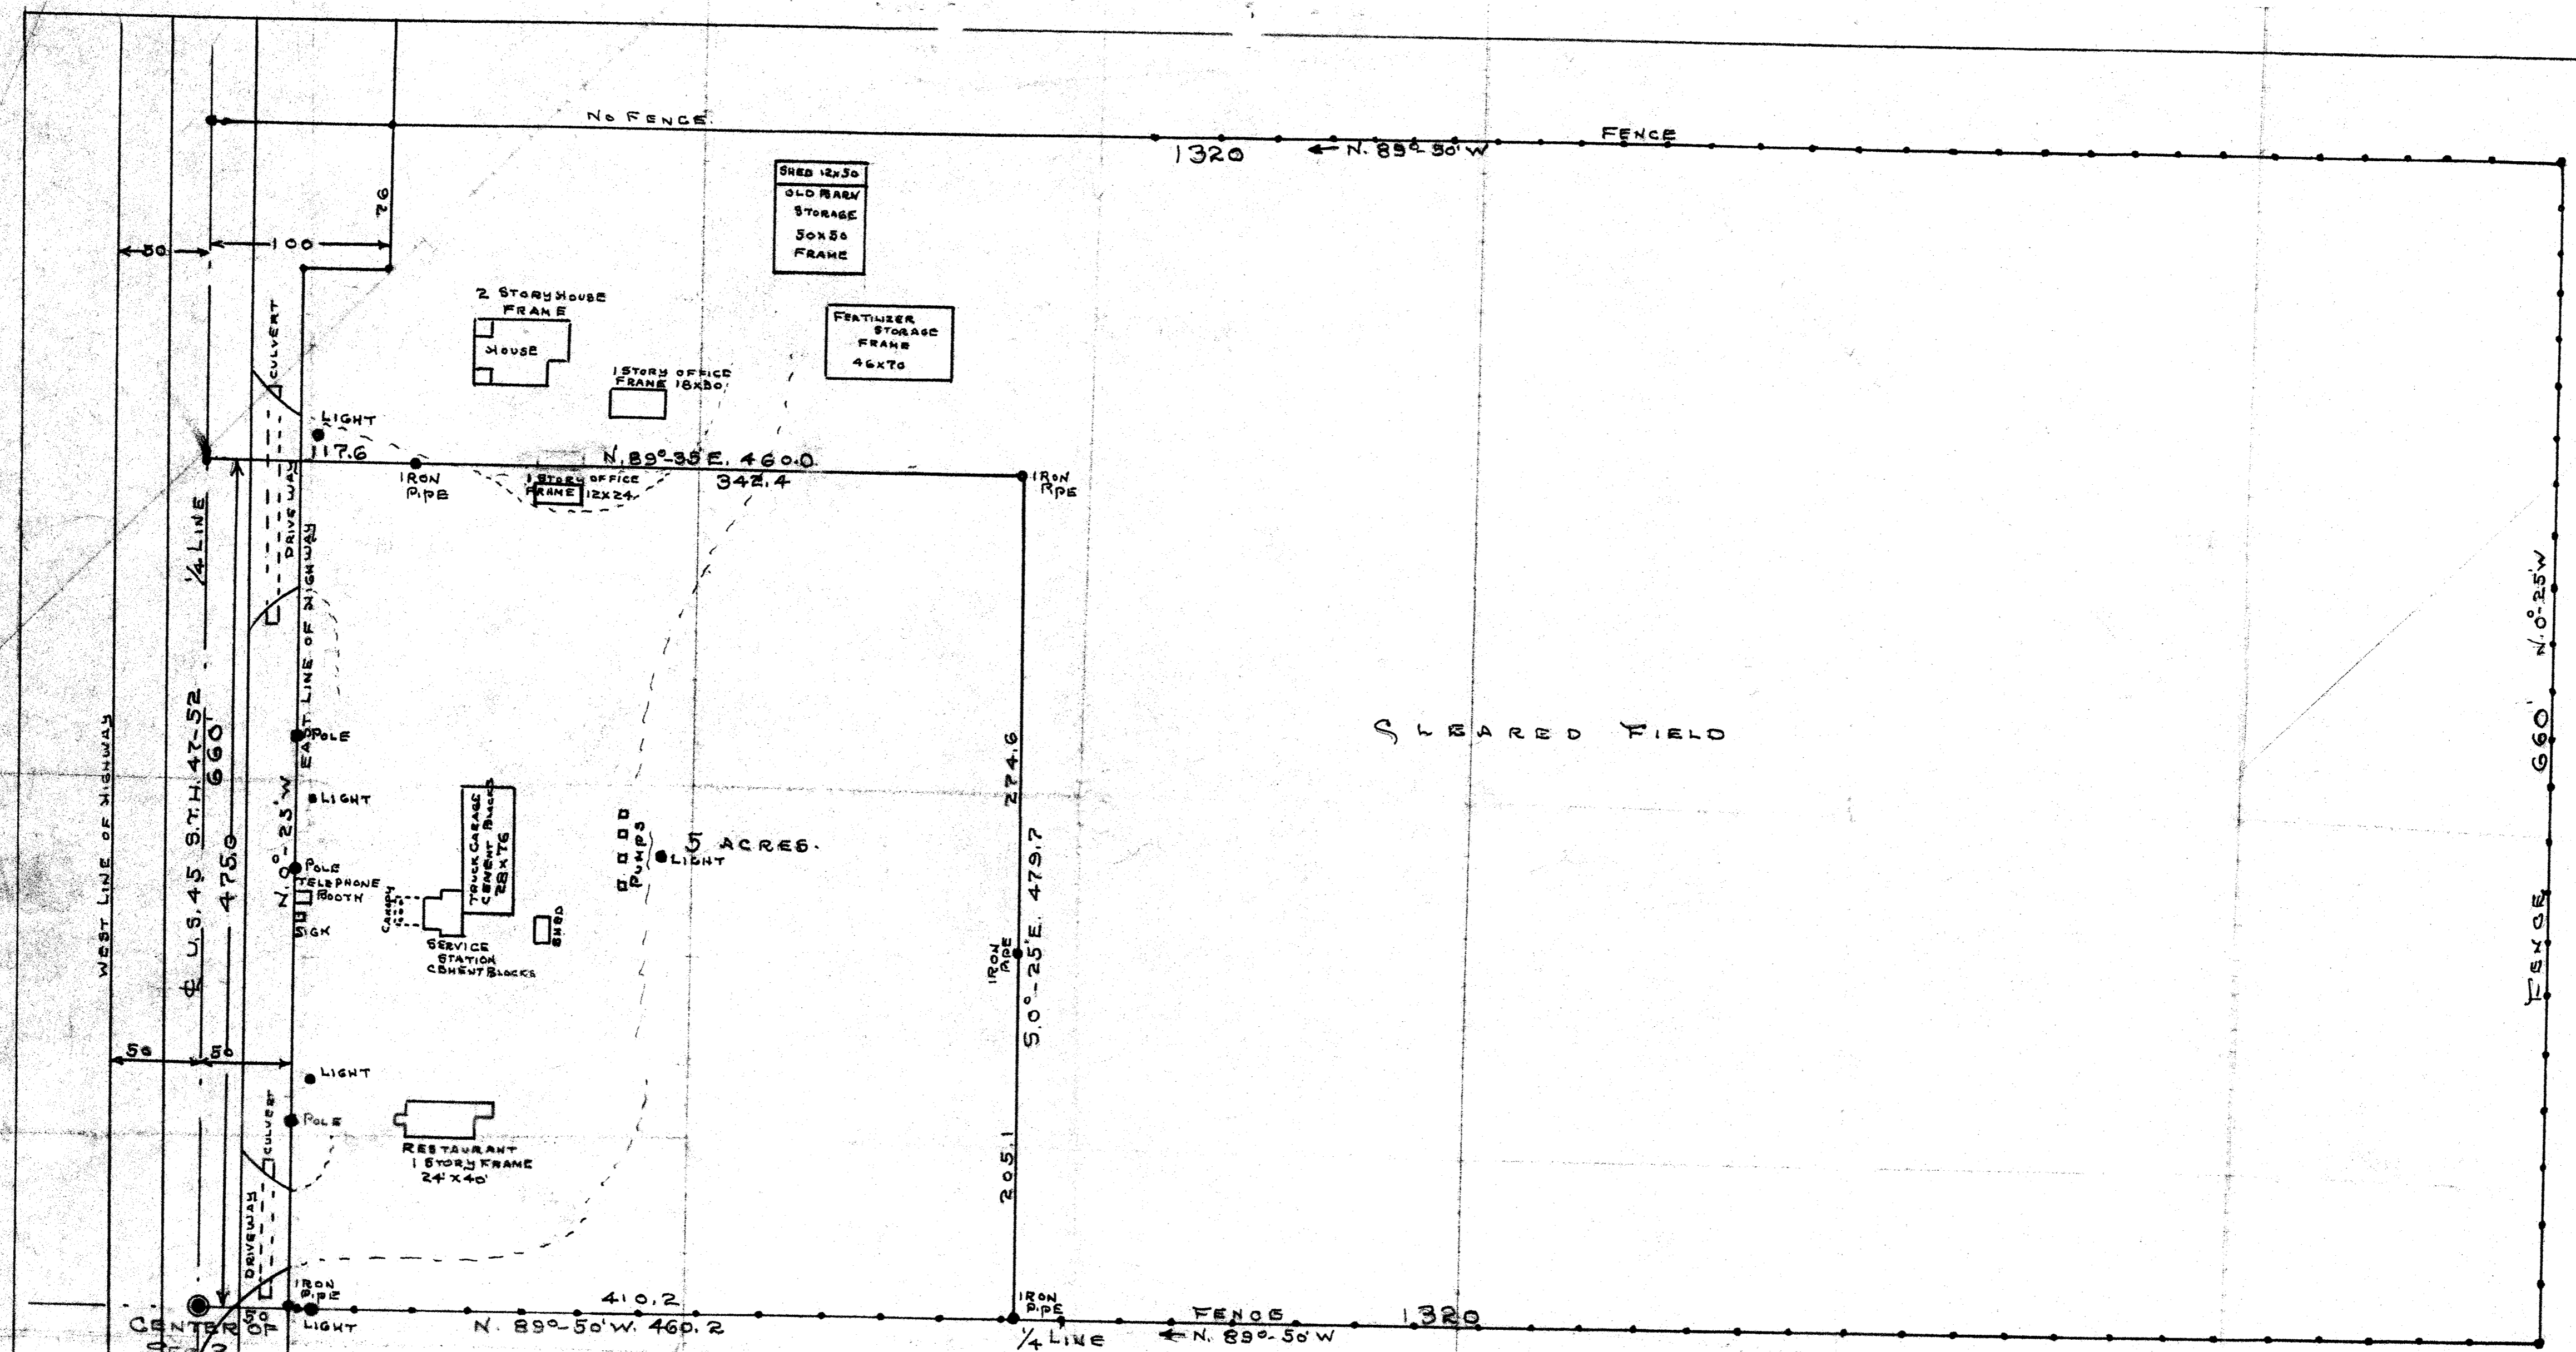 No FENCE.
FENCE
1320
N. 89°-50' W
SHED 12x50
OLD BARN
STORAGE
50x50
FRAME
76
50
100
2 STORY HOUSE
FRAME
HOUSE
FERTILIZER
STORAGE
FRAME
46x70
1 STORY OFFICE
FRAME 18x30
CULVERT
LIGHT
117.6
N. 89°-35' E. 460.0
342.4
IRON
PIPE
1 STORY OFFICE
FRAME 12x24
IRON
PIPE
DRIVE WAY
1/4 LINE
EAST LINE OF HIGHWAY
WEST LINE OF HIGHWAY
℄ U.S. 45 S.T.H. 47-52
660'
475.0
N. 0°-25' W
POLE
LIGHT
POLE
TELEPHONE
BOOTH
SIGN
CANOPY
TRUCK GARAGE
CEMENT BLOCKS
28x76
SERVICE
STATION
CEMENT BLOCKS
SHED
PUMPS
LIGHT
5 ACRES.
274.6
IRON
PIPE
S. 0°-25' E. 479.7
205.1
CLEARED FIELD
N. 0°-25' W
660'
FENCE
50
50
LIGHT
POLE
CULVERT
RESTAURANT
1 STORY FRAME
24' x 40'
DRIVEWAY
IRON
PIPE
50
LIGHT
CENTER OF
410.2
N. 89°-50' W. 460.2
IRON
PIPE
1/4 LINE
FENCE
N. 89°-50' W
1320